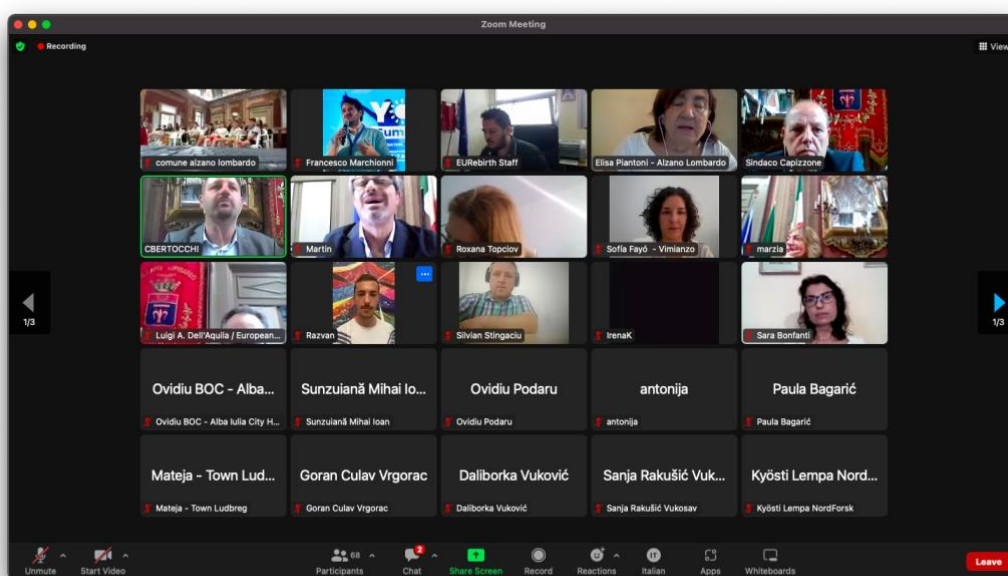 Zoom Meeting
Recording
View
comune alzano lombardo
Francesco Marchionni
EURebirth Staff
Elisa Piantoni - Alzano Lombardo
Sindaco Capizzone
CBERTOCCHI
Martin
Roxana Topciov
Sofía Fayó - Vimianzo
marzia
1/3
1/3
Luigi A. Dell'Aquila / European...
Razvan
Silvian Stingaciu
IrenaK
Sara Bonfanti
Ovidiu BOC - Alba...
Sunzuiană Mihai Io...
Ovidiu Podaru
antonija
Paula Bagarić
Ovidiu BOC - Alba Iulia City H...
Sunzuiană Mihai Ioan
Ovidiu Podaru
antonija
Paula Bagarić
Mateja - Town Lud...
Goran Culav Vrgorac
Daliborka Vuković
Sanja Rakušić Vuk...
Kyösti Lempa Nord...
Mateja - Town Ludbreg
Goran Culav Vrgorac
Daliborka Vuković
Sanja Rakušić Vukosav
Kyösti Lempa NordForsk
68
2
IT
Unmute
Start Video
Participants
Chat
Share Screen
Record
Reactions
Italian
Apps
Whiteboards
Leave